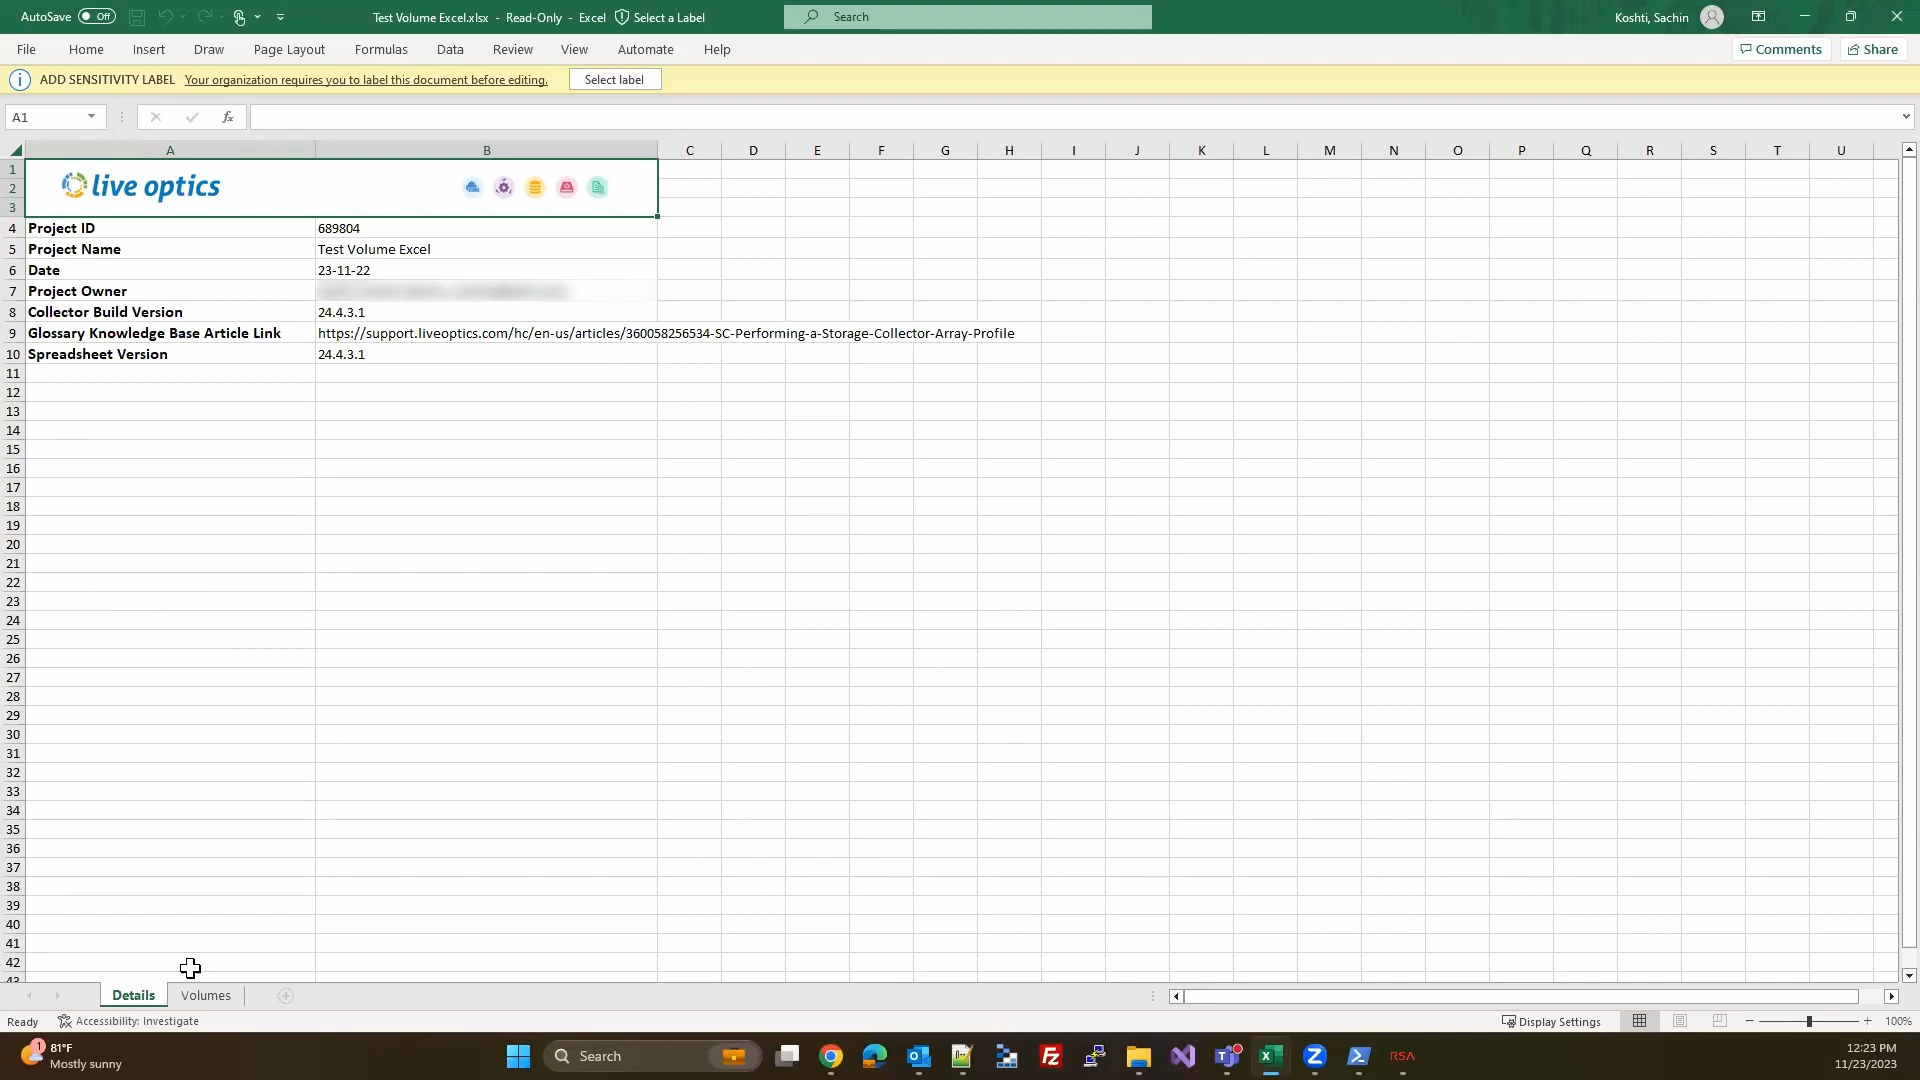 AutoSave Off Test Volume Excel.xlsx - Read-Only - Excel Select a Label Search Koshti, Sachin
File Home Insert Draw Page Layout Formulas Data Review View Automate Help Comments Share
ADD SENSITIVITY LABEL Your organization requires you to label this document before editing. Select label
A1 fx
A B C D E F G H I J K L M N O P Q R S T U
1
2 live optics
3
4 Project ID 689804
5 Project Name Test Volume Excel
6 Date 23-11-22
7 Project Owner
8 Collector Build Version 24.4.3.1
9 Glossary Knowledge Base Article Link https://support.liveoptics.com/hc/en-us/articles/360058256534-SC-Performing-a-Storage-Collector-Array-Profile
10 Spreadsheet Version 24.4.3.1
11
12
13
14
15
16
17
18
19
20
21
22
23
24
25
26
27
28
29
30
31
32
33
34
35
36
37
38
39
40
41
42
43
Details Volumes
Ready Accessibility: Investigate Display Settings 100%
1 81°F Search RSA 12:23 PM
Mostly sunny 11/23/2023